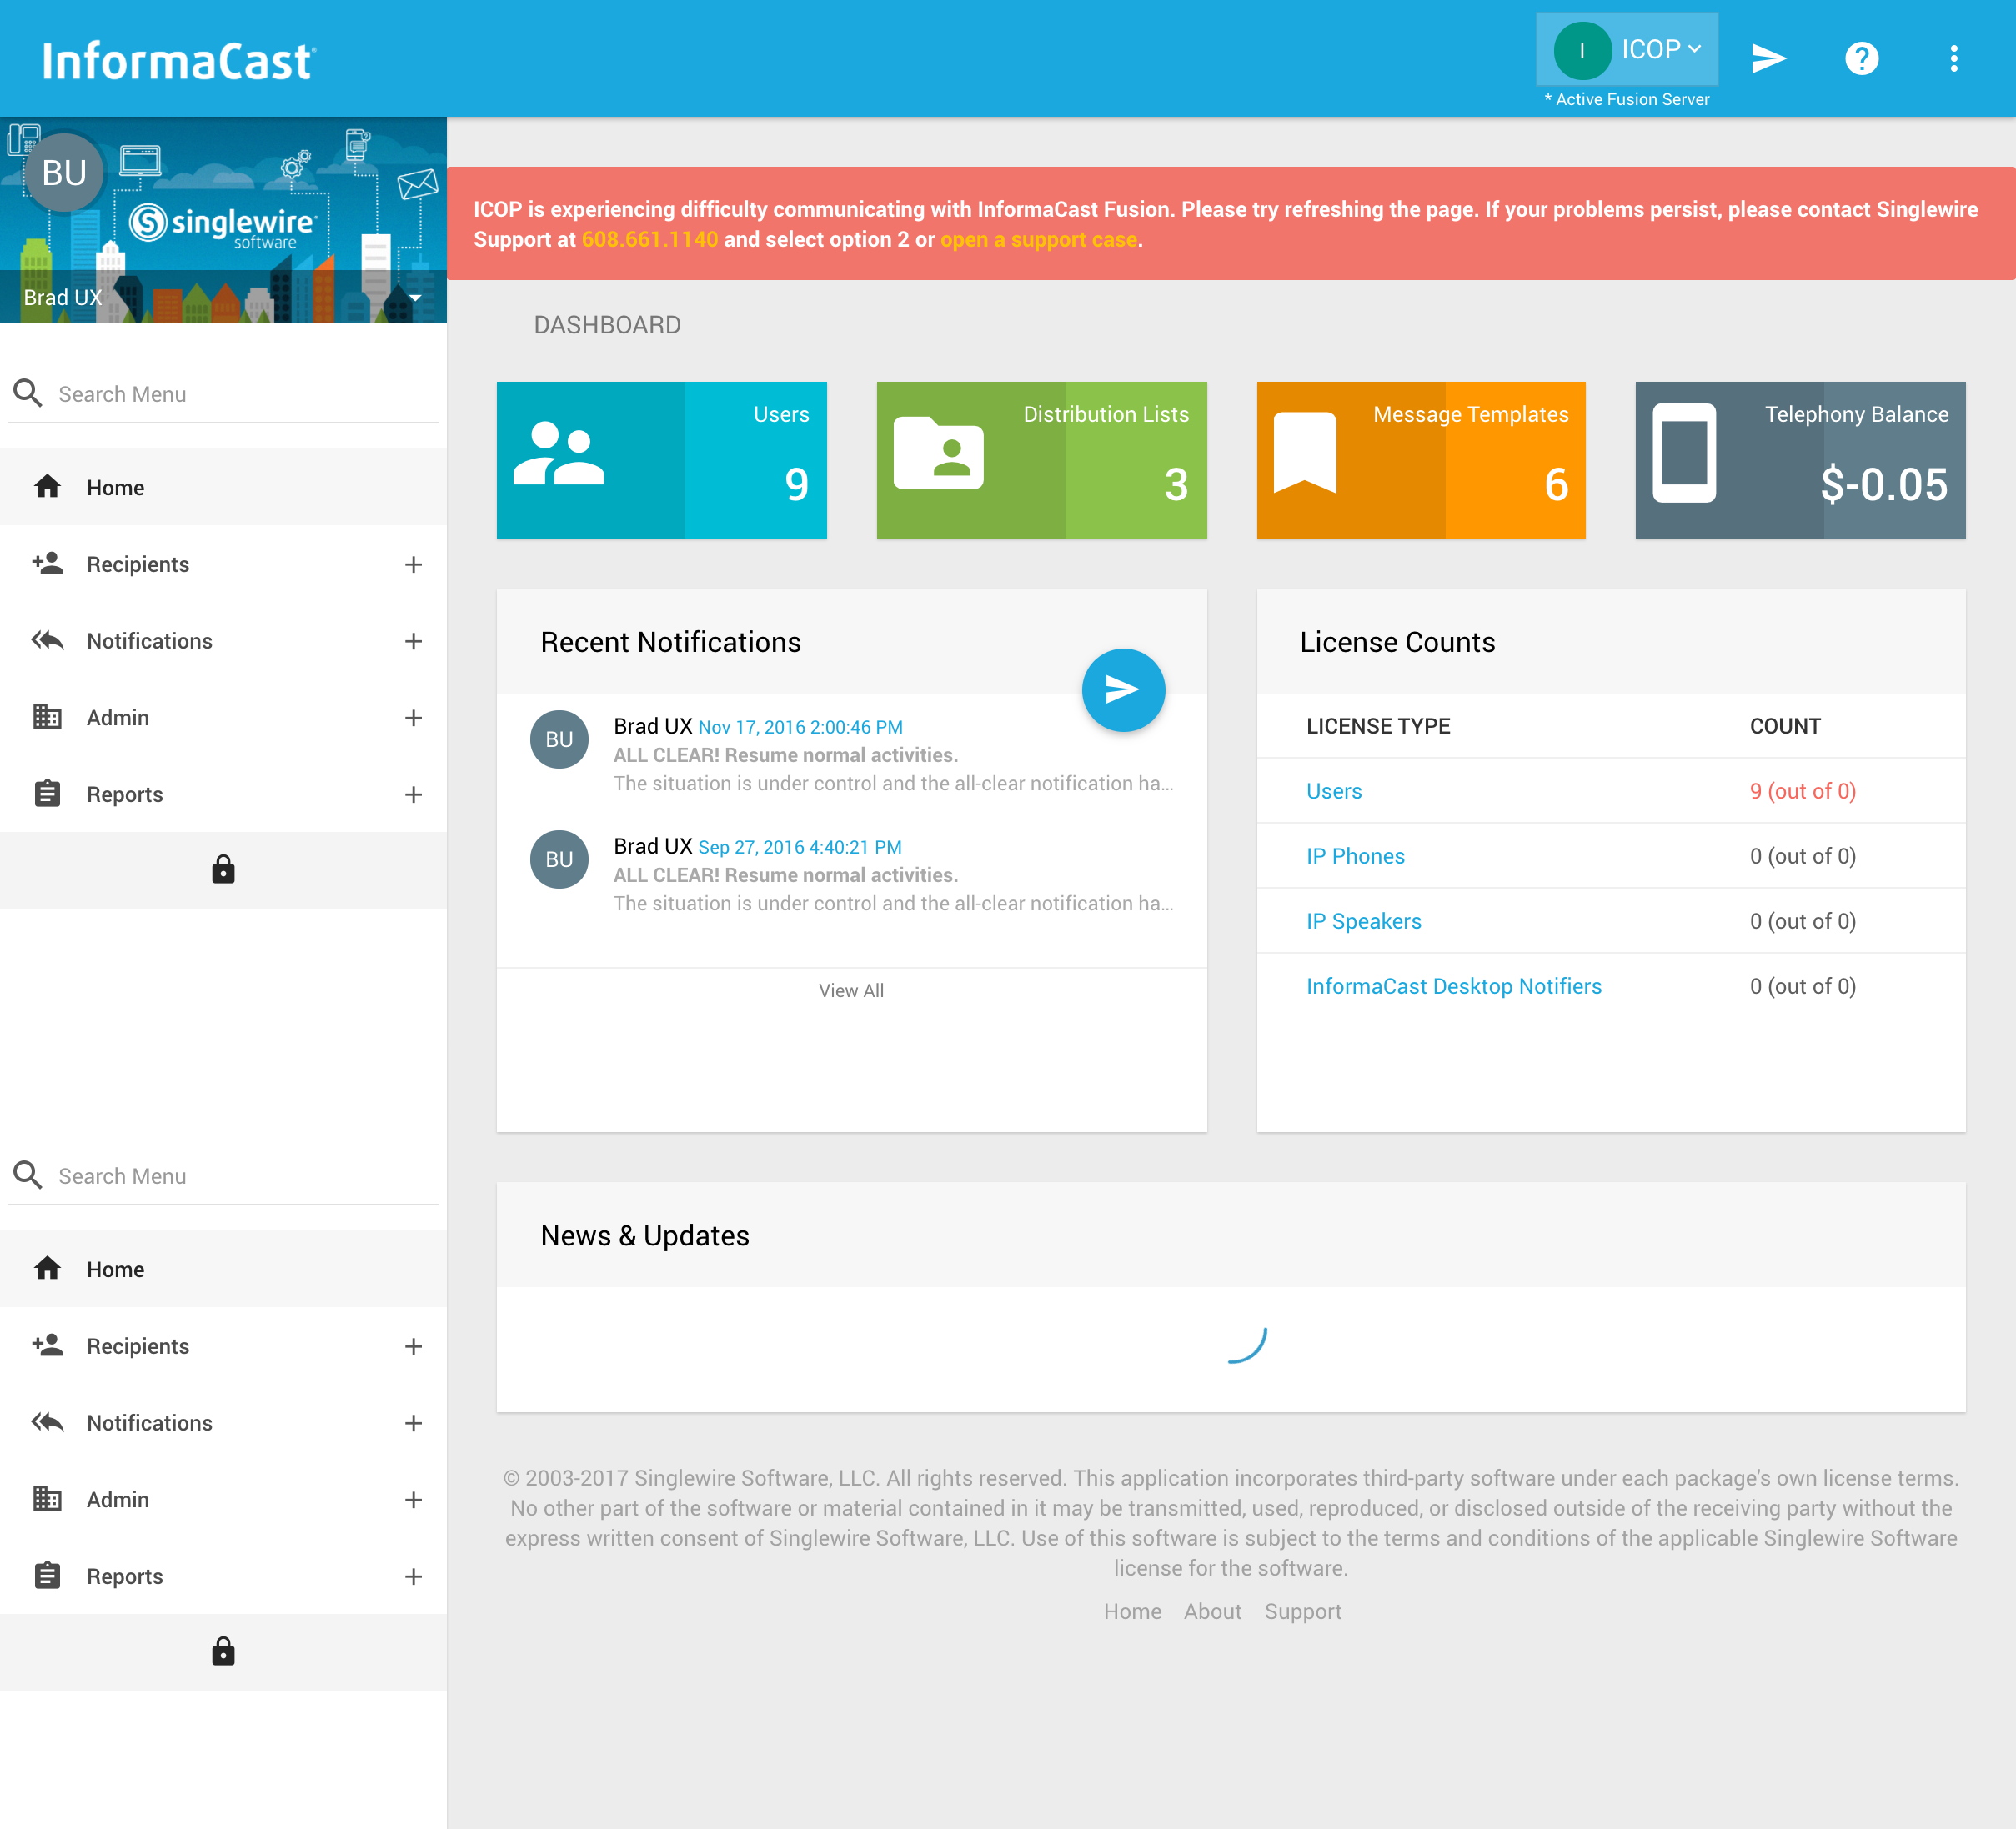 InformaCast
I
ICOP
* Active Fusion Server
BU
singlewire
software
Brad UX
Search Menu
Home
Recipients
Notifications
Admin
Reports
Search Menu
Home
Recipients
Notifications
Admin
Reports
ICOP is experiencing difficulty communicating with InformaCast Fusion. Please try refreshing the page. If your problems persist, please contact Singlewire
Support at 608.661.1140 and select option 2 or open a support case.
DASHBOARD
Users
9
Distribution Lists
3
Message Templates
6
Telephony Balance
$-0.05
Recent Notifications
BU
Brad UX Nov 17, 2016 2:00:46 PM
ALL CLEAR! Resume normal activities.
The situation is under control and the all-clear notification ha...
BU
Brad UX Sep 27, 2016 4:40:21 PM
ALL CLEAR! Resume normal activities.
The situation is under control and the all-clear notification ha...
View All
License Counts
LICENSE TYPE COUNT
Users 9 (out of 0)
IP Phones 0 (out of 0)
IP Speakers 0 (out of 0)
InformaCast Desktop Notifiers 0 (out of 0)
News & Updates
© 2003-2017 Singlewire Software, LLC. All rights reserved. This application incorporates third-party software under each package's own license terms.
No other part of the software or material contained in it may be transmitted, used, reproduced, or disclosed outside of the receiving party without the
express written consent of Singlewire Software, LLC. Use of this software is subject to the terms and conditions of the applicable Singlewire Software
license for the software.
Home About Support